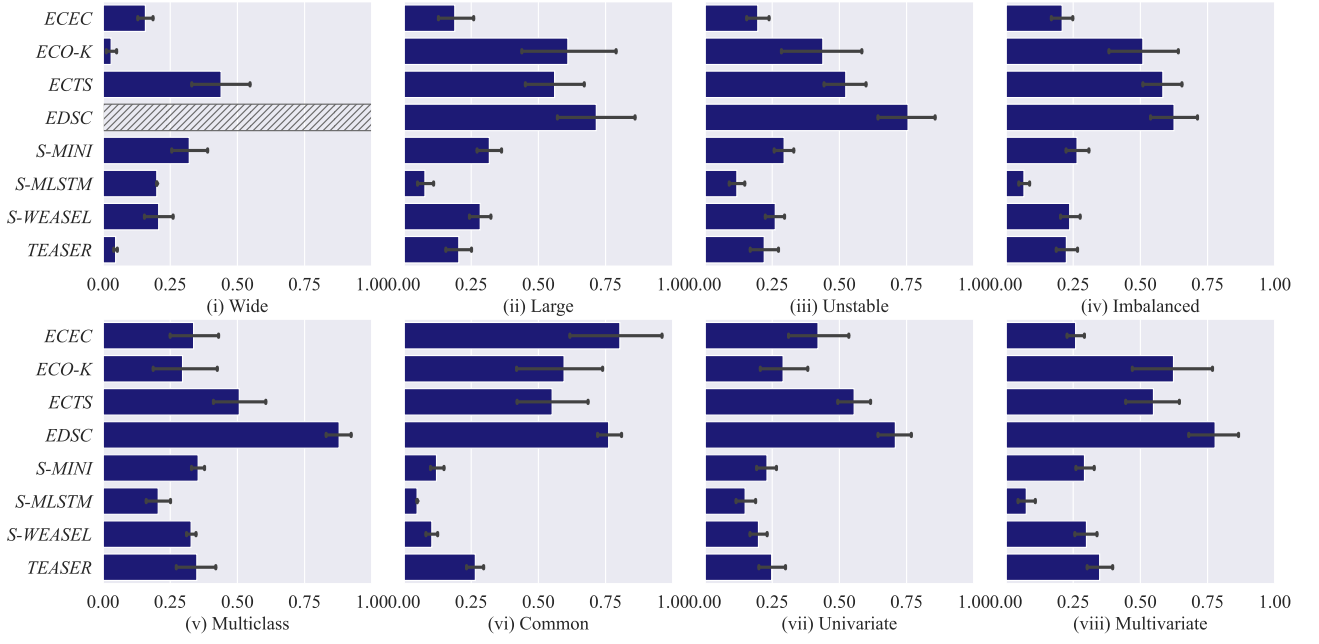 ECEC
ECO-K
ECTS
EDSC
S-MINI
S-MLSTM
S-WEASEL
TEASER
0.00 0.25 0.50 0.75 1.00 0.00 0.25 0.50 0.75 1.00 0.00 0.25 0.50 0.75 1.00 0.00 0.25 0.50 0.75 1.00
(i) Wide (ii) Large (iii) Unstable (iv) Imbalanced
ECEC
ECO-K
ECTS
EDSC
S-MINI
S-MLSTM
S-WEASEL
TEASER
0.00 0.25 0.50 0.75 1.00 0.00 0.25 0.50 0.75 1.00 0.00 0.25 0.50 0.75 1.00 0.00 0.25 0.50 0.75 1.00
(v) Multiclass (vi) Common (vii) Univariate (viii) Multivariate